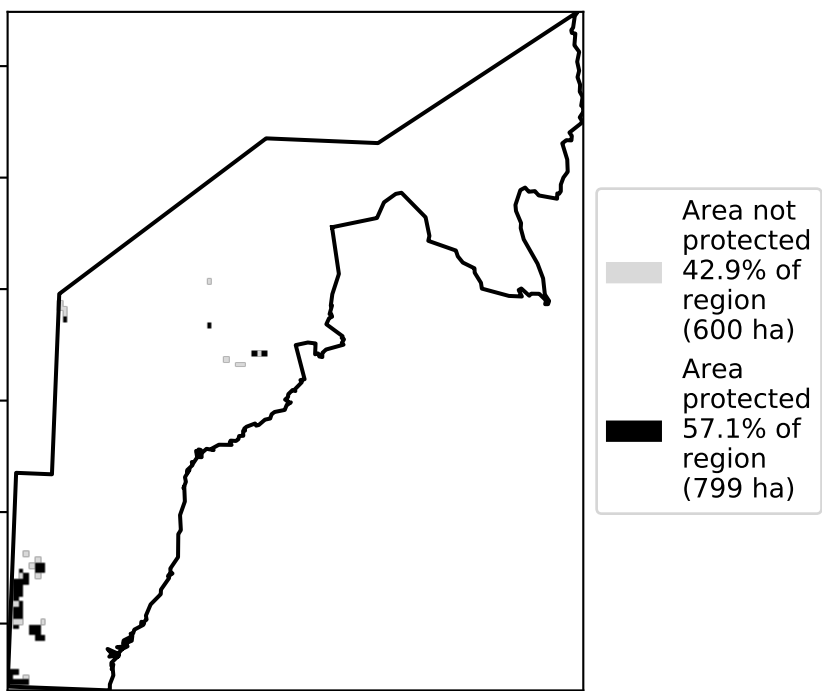 Area not
protected
42.9% of
region
(600 ha)
Area
protected
57.1% of
region
(799 ha)